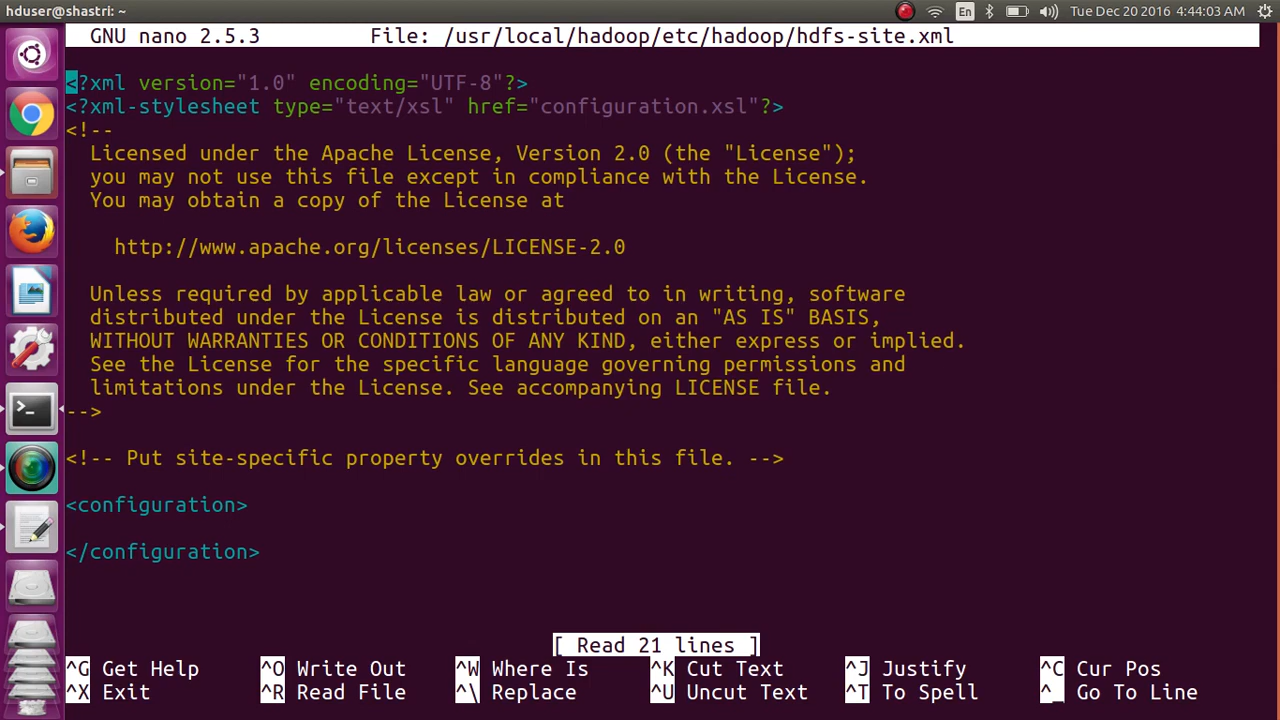 hduser@shastri: ~
En
Tue Dec 20 2016 4:44:03 AM
GNU nano 2.5.3 File: /usr/local/hadoop/etc/hadoop/hdfs-site.xml
<?xml version="1.0" encoding="UTF-8"?>
<?xml-stylesheet type="text/xsl" href="configuration.xsl"?>
<!--
Licensed under the Apache License, Version 2.0 (the "License");
you may not use this file except in compliance with the License.
You may obtain a copy of the License at
http://www.apache.org/licenses/LICENSE-2.0
Unless required by applicable law or agreed to in writing, software
distributed under the License is distributed on an "AS IS" BASIS,
WITHOUT WARRANTIES OR CONDITIONS OF ANY KIND, either express or implied.
See the License for the specific language governing permissions and
limitations under the License. See accompanying LICENSE file.
-->
<!-- Put site-specific property overrides in this file. -->
<configuration>
</configuration>
[ Read 21 lines ]
^G Get Help ^O Write Out ^W Where Is ^K Cut Text ^J Justify ^C Cur Pos
^X Exit ^R Read File ^\ Replace ^U Uncut Text ^T To Spell ^_ Go To Line